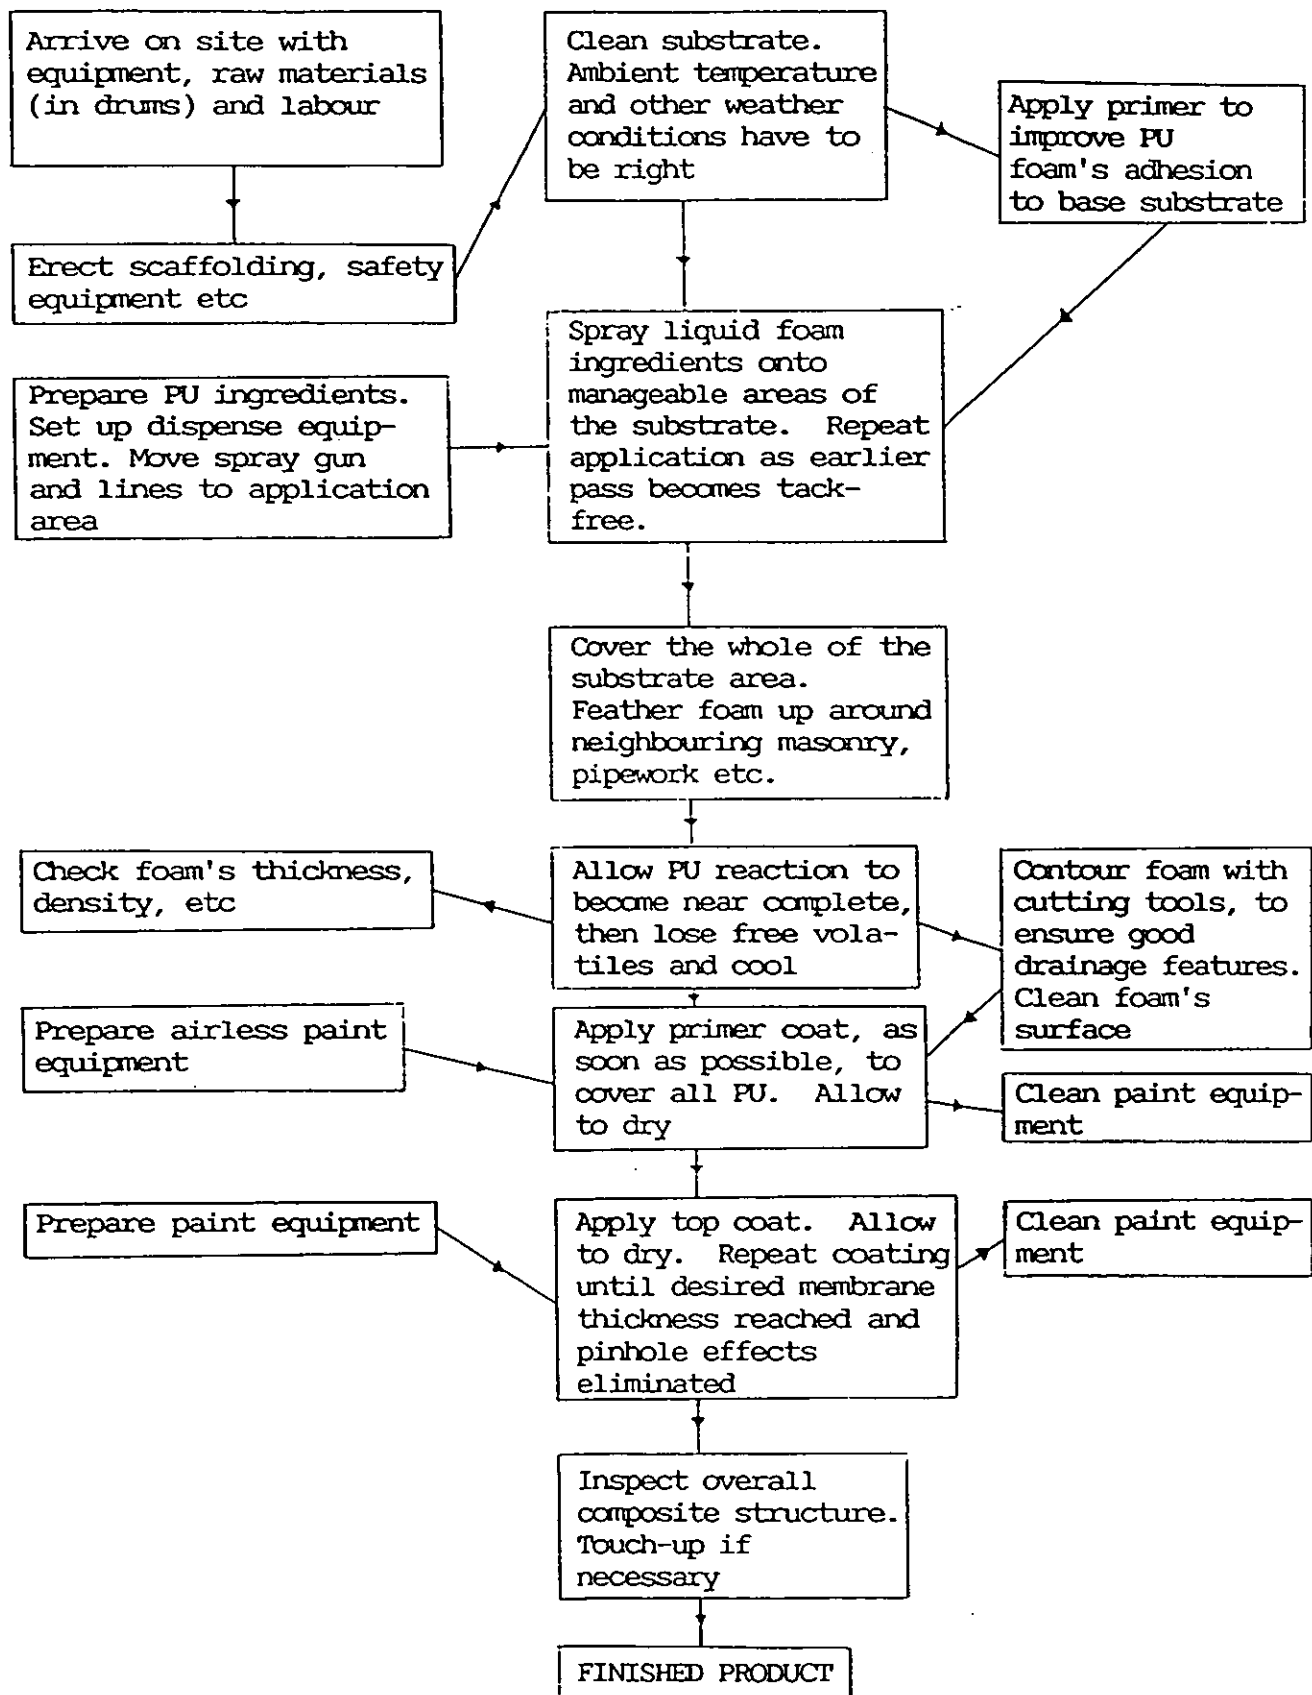 Arrive on site with
equipment, raw materials
(in drums) and labour
Erect scaffolding, safety
equipment etc
Clean substrate.
Ambient temperature
and other weather
conditions have to
be right
Apply primer to
improve PU
foam's adhesion
to base substrate
Prepare PU ingredients.
Set up dispense equip-
ment. Move spray gun
and lines to application
area
Spray liquid foam
ingredients onto
manageable areas of
the substrate. Repeat
application as earlier
pass becomes tack-
free.
Cover the whole of the
substrate area.
Feather foam up around
neighbouring masonry,
pipework etc.
Check foam's thickness,
density, etc
Allow PU reaction to
become near complete,
then lose free vola-
tiles and cool
Contour foam with
cutting tools, to
ensure good
drainage features.
Clean foam's
surface
Prepare airless paint
equipment
Apply primer coat, as
soon as possible, to
cover all PU. Allow
to dry
Clean paint equip-
ment
Prepare paint equipment
Apply top coat. Allow
to dry. Repeat coating
until desired membrane
thickness reached and
pinhole effects
eliminated
Clean paint equip-
ment
Inspect overall
composite structure.
Touch-up if
necessary
FINISHED PRODUCT